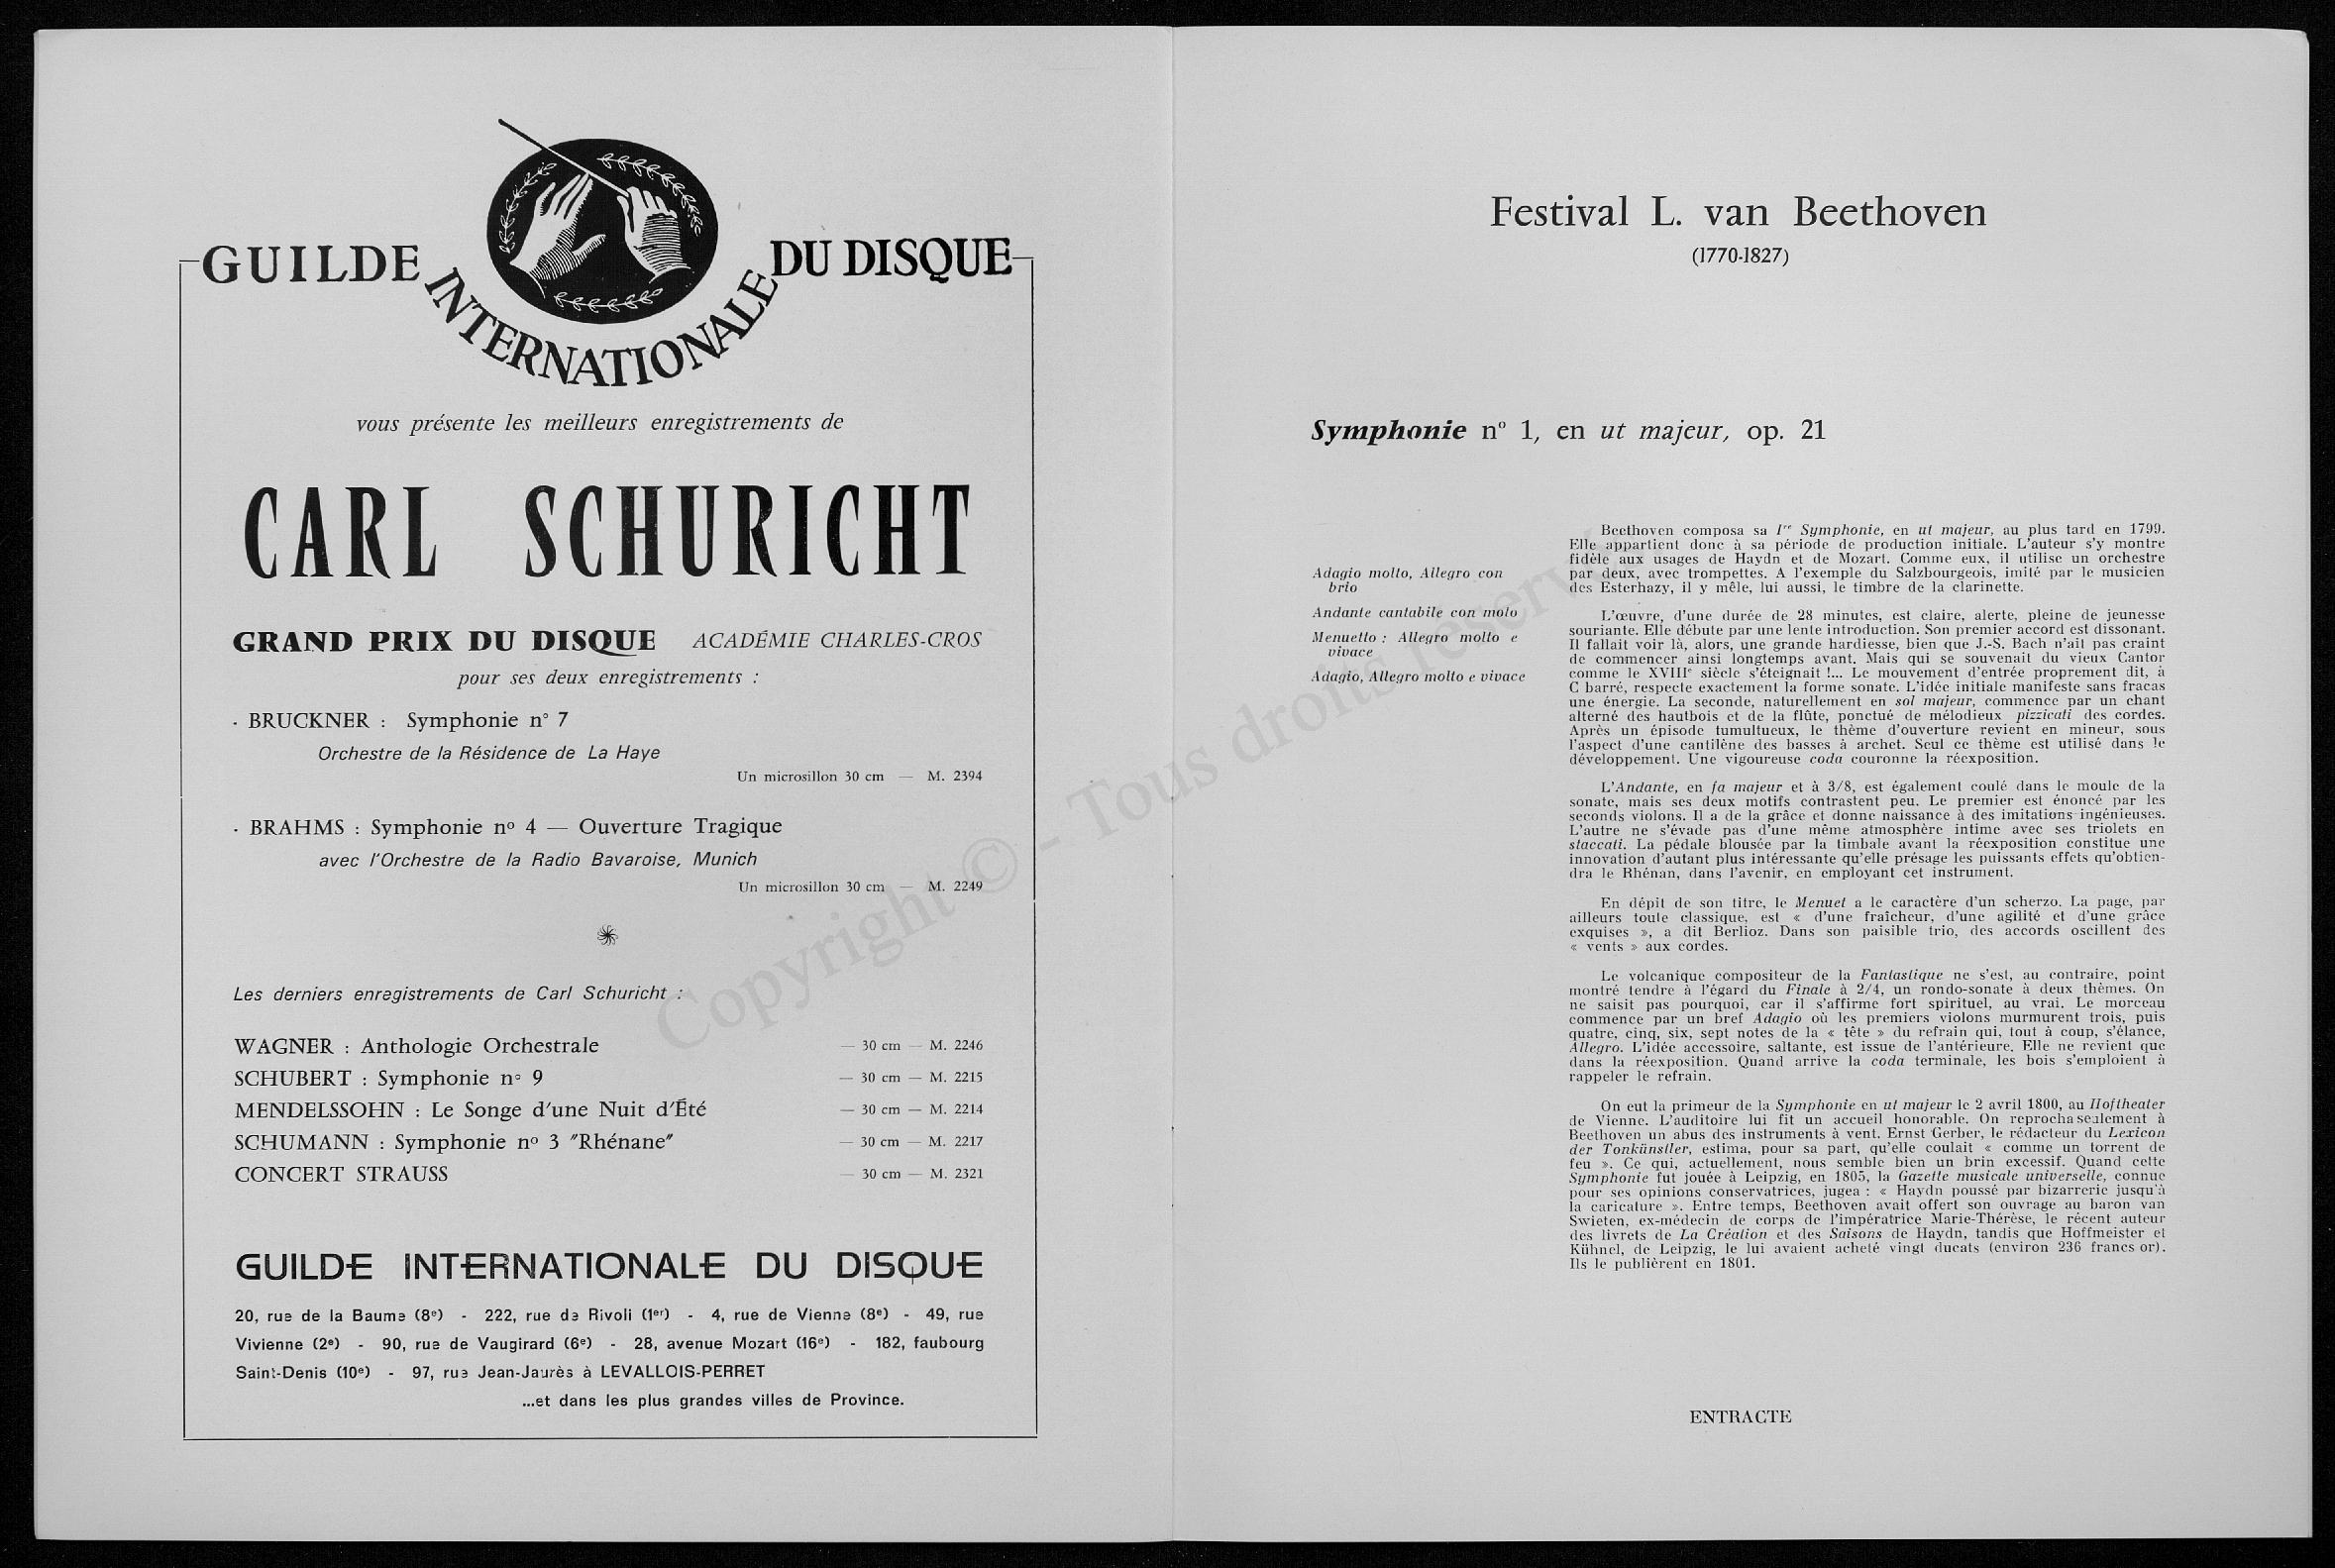 GUILDE INTERNATIONALE DU DISQUE
vous présente les meilleurs enregistrements de
CARL SCHURICHT
GRAND PRIX DU DISQUE ACADÉMIE CHARLES-CROS
pour ses deux enregistrements :
· BRUCKNER : Symphonie n° 7
Orchestre de la Résidence de La Haye
Un microsillon 30 cm — M. 2394
· BRAHMS : Symphonie nº 4 — Ouverture Tragique
avec l'Orchestre de la Radio Bavaroise, Munich
Un microsillon 30 cm — M. 2249
Les derniers enregistrements de Carl Schuricht :
WAGNER : Anthologie Orchestrale — 30 cm — M. 2246
SCHUBERT : Symphonie nº 9 — 30 cm — M. 2215
MENDELSSOHN : Le Songe d'une Nuit d'Été — 30 cm — M. 2214
SCHUMANN : Symphonie nº 3 "Rhénane" — 30 cm — M. 2217
CONCERT STRAUSS — 30 cm — M. 2321
GUILDE INTERNATIONALE DU DISQUE
20, rue de la Baume (8e) - 222, rue de Rivoli (1er) - 4, rue de Vienne (8e) - 49, rue
Vivienne (2e) - 90, rue de Vaugirard (6e) - 28, avenue Mozart (16e) - 182, faubourg
Saint-Denis (10e) - 97, rue Jean-Jaurès à LEVALLOIS-PERRET
...et dans les plus grandes villes de Province.
Festival L. van Beethoven
(1770-1827)
Symphonie nº 1, en ut majeur, op. 21
Adagio molto, Allegro con
brio
Andante cantabile con moto
Menuetto : Allegro molto e
vivace
Adagio, Allegro molto e vivace
Beethoven composa sa Ire Symphonie, en ut majeur, au plus tard en 1799.
Elle appartient donc à sa période de production initiale. L'auteur s'y montre
fidèle aux usages de Haydn et de Mozart. Comme eux, il utilise un orchestre
par deux, avec trompettes. A l'exemple du Salzbourgeois, imité par le musicien
des Esterhazy, il y mêle, lui aussi, le timbre de la clarinette.
L'œuvre, d'une durée de 28 minutes, est claire, alerte, pleine de jeunesse
souriante. Elle débute par une lente introduction. Son premier accord est dissonant.
Il fallait voir là, alors, une grande hardiesse, bien que J.-S. Bach n'ait pas craint
de commencer ainsi longtemps avant. Mais qui se souvenait du vieux Cantor
comme le XVIIIe siècle s'éteignait !... Le mouvement d'entrée proprement dit, à
C barré, respecte exactement la forme sonate. L'idée initiale manifeste sans fracas
une énergie. La seconde, naturellement en sol majeur, commence par un chant
alterné des hautbois et de la flûte, ponctué de mélodieux pizzicati des cordes.
Après un épisode tumultueux, le thème d'ouverture revient en mineur, sous
l'aspect d'une cantilène des basses à archet. Seul ce thème est utilisé dans le
développement. Une vigoureuse coda couronne la réexposition.
L'Andante, en fa majeur et à 3/8, est également coulé dans le moule de la
sonate, mais ses deux motifs contrastent peu. Le premier est énoncé par les
seconds violons. Il a de la grâce et donne naissance à des imitations ingénieuses.
L'autre ne s'évade pas d'une même atmosphère intime avec ses triolets en
staccati. La pédale blousée par la timbale avant la réexposition constitue une
innovation d'autant plus intéressante qu'elle présage les puissants effets qu'obtien-
dra le Rhénan, dans l'avenir, en employant cet instrument.
En dépit de son titre, le Menuet a le caractère d'un scherzo. La page, par
ailleurs toute classique, est « d'une fraîcheur, d'une agilité et d'une grâce
exquises », a dit Berlioz. Dans son paisible trio, des accords oscillent des
« vents » aux cordes.
Le volcanique compositeur de la Fantastique ne s'est, au contraire, point
montré tendre à l'égard du Finale à 2/4, un rondo-sonate à deux thèmes. On
ne saisit pas pourquoi, car il s'affirme fort spirituel, au vrai. Le morceau
commence par un bref Adagio où les premiers violons murmurent trois, puis
quatre, cinq, six, sept notes de la « tête » du refrain qui, tout à coup, s'élance,
Allegro. L'idée accessoire, saltante, est issue de l'antérieure. Elle ne revient que
dans la réexposition. Quand arrive la coda terminale, les bois s'emploient à
rappeler le refrain.
On eut la primeur de la Symphonie en ut majeur le 2 avril 1800, au Hoftheater
de Vienne. L'auditoire lui fit un accueil honorable. On reprocha seulement à
Beethoven un abus des instruments à vent. Ernst Gerber, le rédacteur du Lexicon
der Tonkünstler, estima, pour sa part, qu'elle coulait « comme un torrent de
feu ». Ce qui, actuellement, nous semble bien un brin excessif. Quand cette
Symphonie fut jouée à Leipzig, en 1805, la Gazette musicale universelle, connue
pour ses opinions conservatrices, jugea : « Haydn poussé par bizarrerie jusqu'à
la caricature ». Entre temps, Beethoven avait offert son ouvrage au baron van
Swieten, ex-médecin de corps de l'impératrice Marie-Thérèse, le récent auteur
des livrets de La Création et des Saisons de Haydn, tandis que Hoffmeister et
Kühnel, de Leipzig, le lui avaient acheté vingt ducats (environ 236 francs or).
Ils le publièrent en 1801.
ENTRACTE
Copyright © - Tous droits réservés